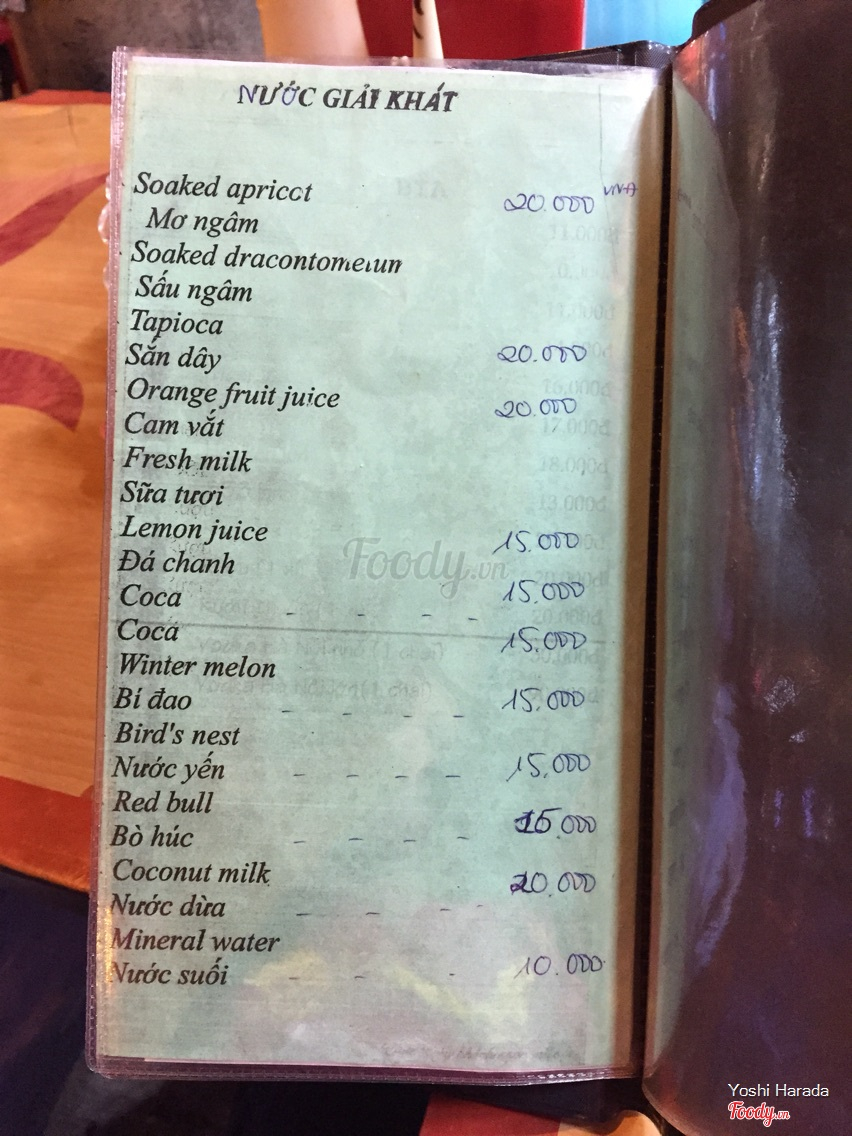 NƯỚC GIẢI KHÁT
Soaked apricot 20.000 VNĐ
Mơ ngâm
Soaked dracontomelun
Sấu ngâm
Tapioca
Sắn dây 20.000
Orange fruit juice 20.000
Cam vắt
Fresh milk
Sữa tươi
Lemon juice 15.000
Đá chanh
Coca 15.000
Coca 15.000
Winter melon
Bí đao 15.000
Bird's nest
Nước yến 15.000
Red bull
Bò húc 15.000
Coconut milk
Nước dừa 20.000
Mineral water
Nước suối 10.000
Foody.vn
Yoshi Harada
Foody.vn